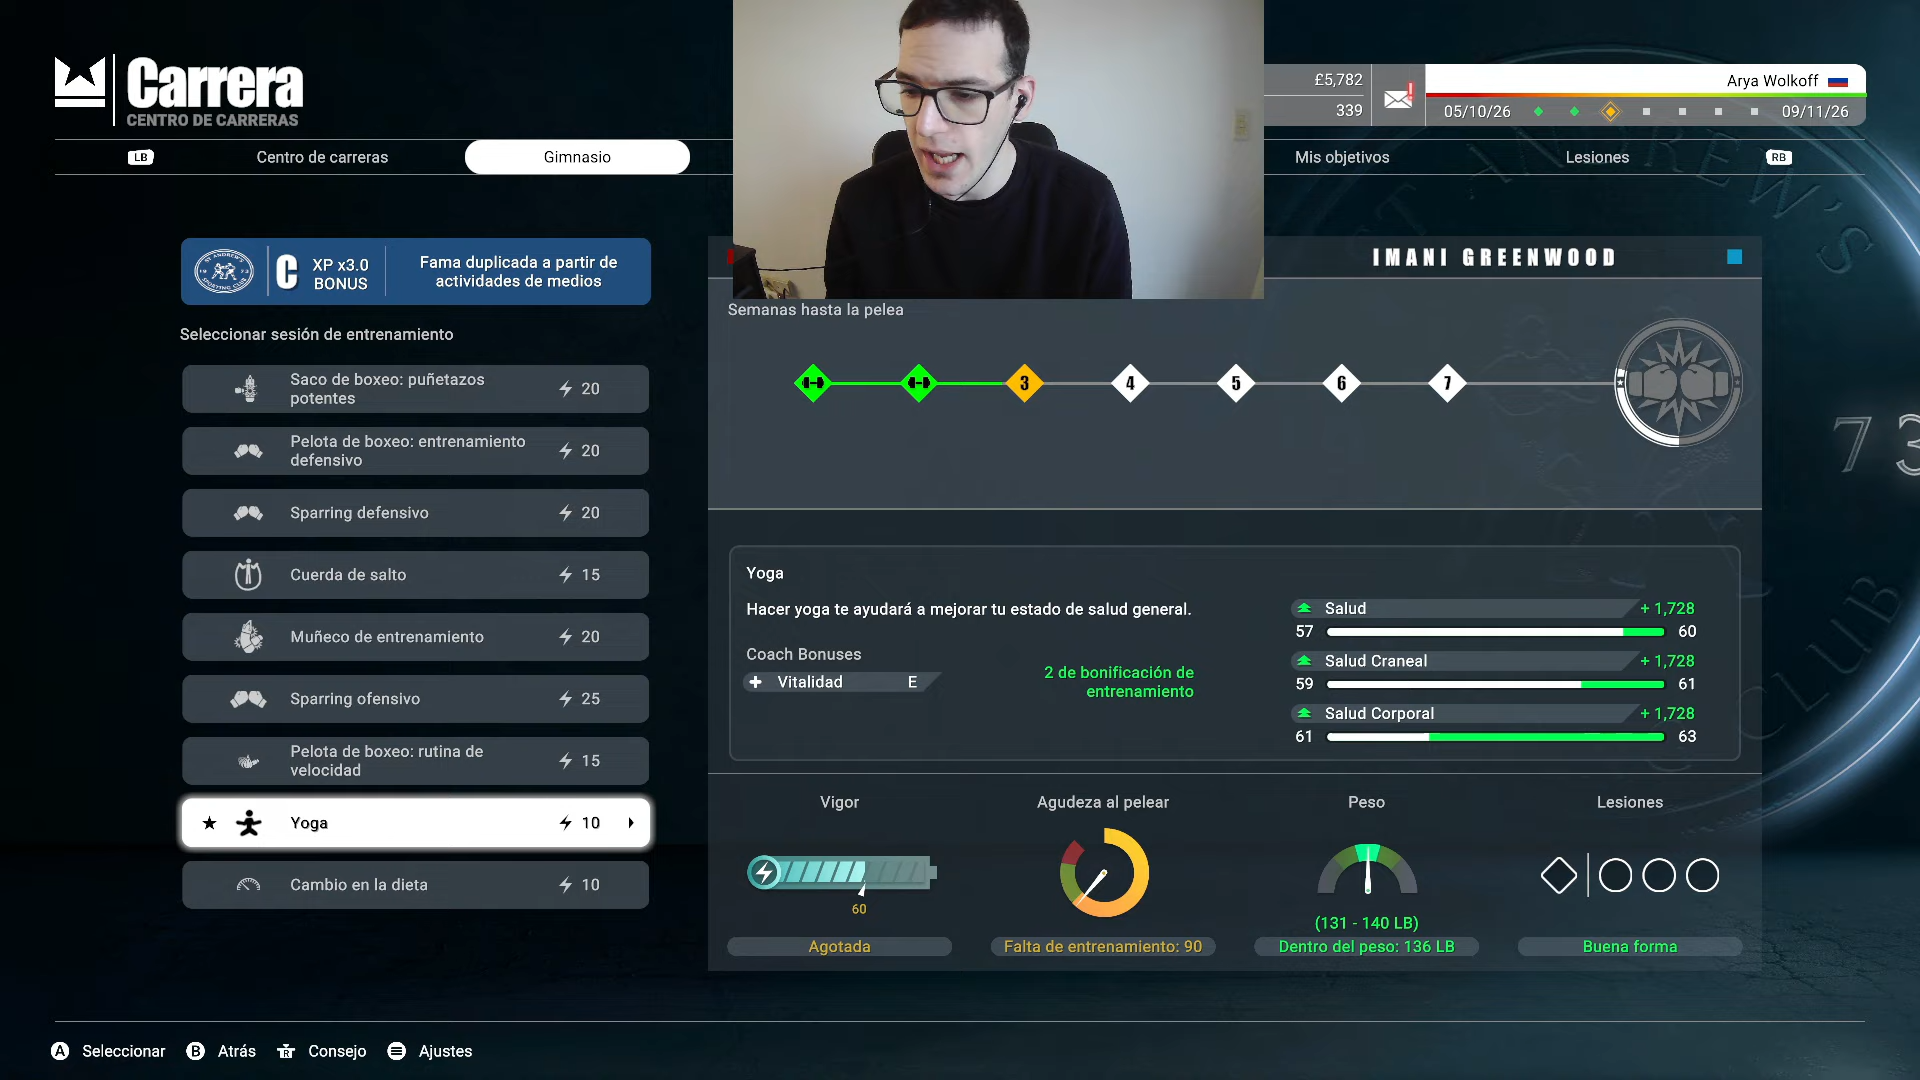 Carrera
CENTRO DE CARRERAS
£5,782
339
Arya Wolkoff
05/10/26
09/11/26
LB
Centro de carreras
Gimnasio
Mis objetivos
Lesiones
RB
ST ANDREW'S
SPORTING CLUB
1973
C
XP x3.0
BONUS
Fama duplicada a partir de
actividades de medios
Seleccionar sesión de entrenamiento
Saco de boxeo: puñetazos
potentes
20
Pelota de boxeo: entrenamiento
defensivo
20
Sparring defensivo
20
Cuerda de salto
15
Muñeco de entrenamiento
20
Sparring ofensivo
25
Pelota de boxeo: rutina de
velocidad
15
Yoga
10
Cambio en la dieta
10
IMANI GREENWOOD
Semanas hasta la pelea
3
4
5
6
7
Yoga
Hacer yoga te ayudará a mejorar tu estado de salud general.
Coach Bonuses
Vitalidad
E
2 de bonificación de
entrenamiento
Salud
+ 1,728
57
60
Salud Craneal
+ 1,728
59
61
Salud Corporal
+ 1,728
61
63
Vigor
60
Agotada
Agudeza al pelear
Falta de entrenamiento: 90
Peso
(131 - 140 LB)
Dentro del peso: 136 LB
Lesiones
Buena forma
A Seleccionar
B Atrás
R Consejo
Ajustes